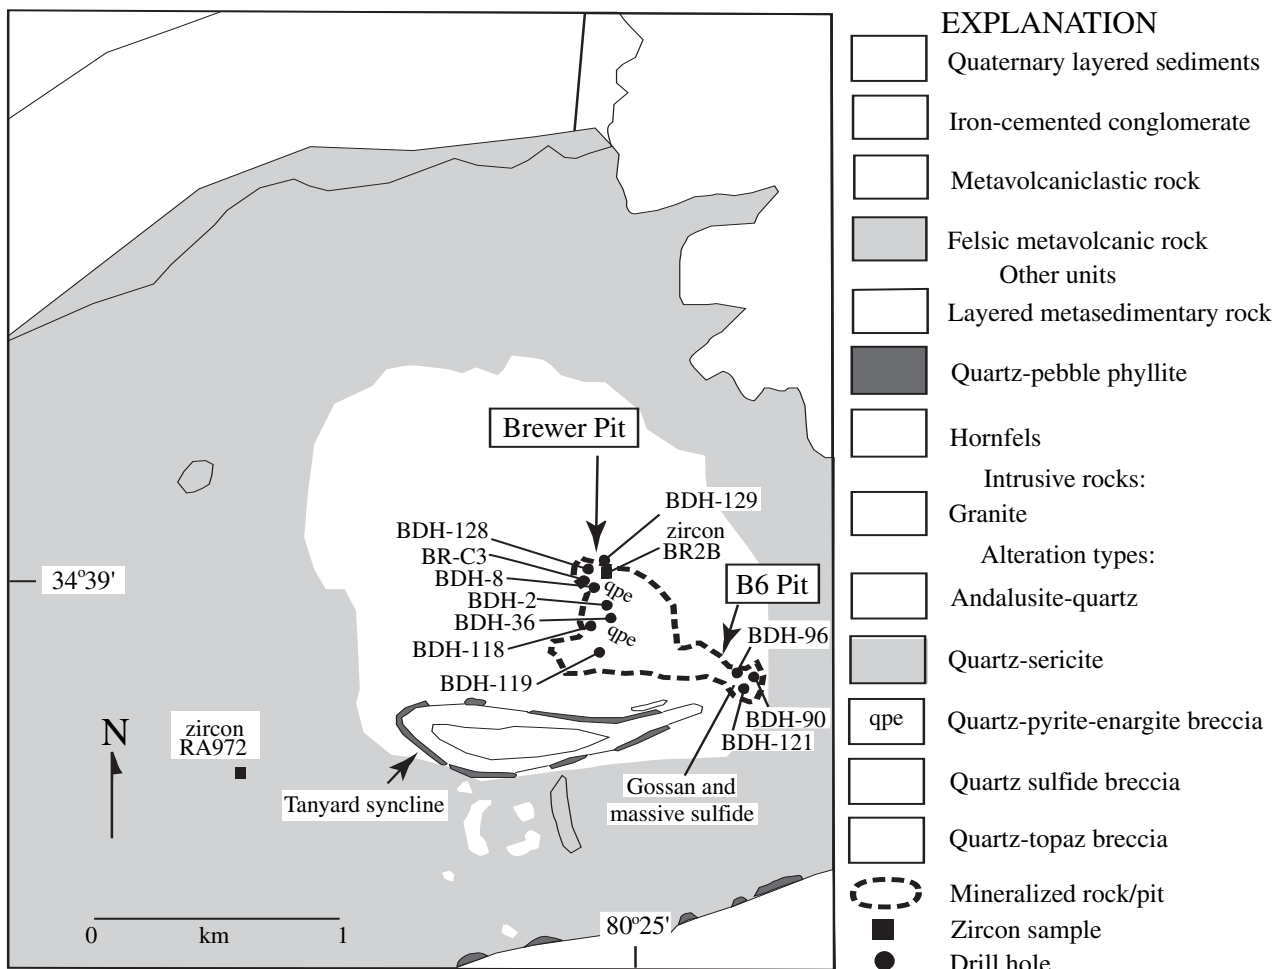 EXPLANATION
Quaternary layered sediments
Iron-cemented conglomerate
Metavolcaniclastic rock
Felsic metavolcanic rock
Other units
Layered metasedimentary rock
Quartz-pebble phyllite
Hornfels
Intrusive rocks:
Granite
Alteration types:
Andalusite-quartz
Quartz-sericite
qpe Quartz-pyrite-enargite breccia
Quartz sulfide breccia
Quartz-topaz breccia
Mineralized rock/pit
Zircon sample
Drill hole
Brewer Pit
BDH-129
zircon
BR2B
BDH-128
BR-C3
BDH-8
BDH-2
BDH-36
BDH-118
BDH-119
qpe
qpe
34º39'
B6 Pit
BDH-96
BDH-90
BDH-121
N
zircon
RA972
Tanyard syncline
Gossan and
massive sulfide
80º25'
0 km 1